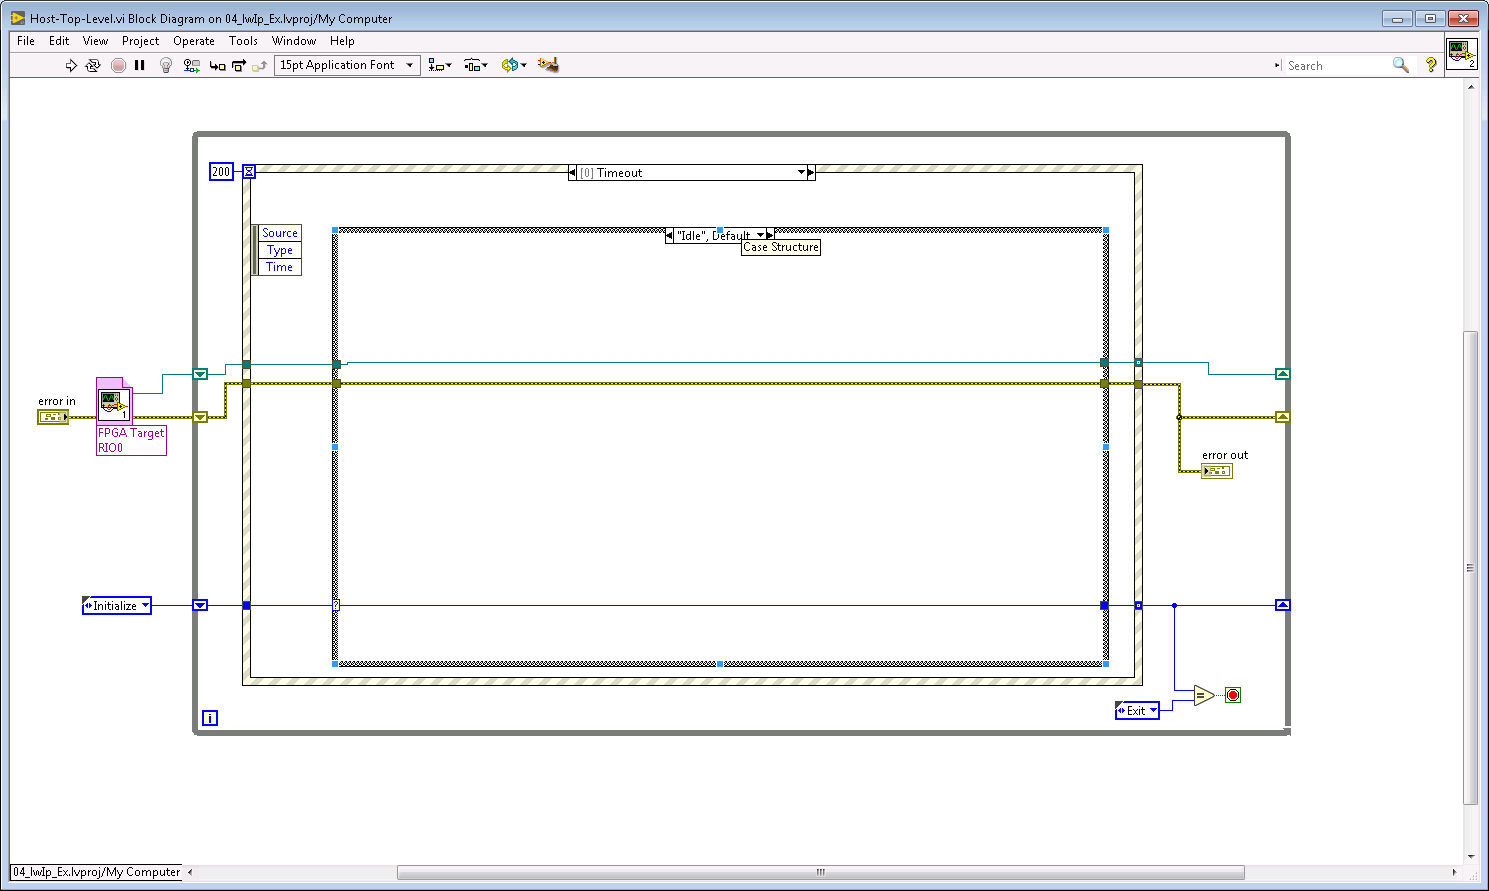 Host-Top-Level.vi Block Diagram on 04_lwIp_Ex.lvproj/My Computer
File Edit View Project Operate Tools Window Help
15pt Application Font
Search
?
2
200
[0] Timeout
Source
Type
Time
"Idle", Default
Case Structure
error in
1
FPGA Target
RIO0
error out
Initialize
?
Exit
=
i
04_lwIp_Ex.lvproj/My Computer